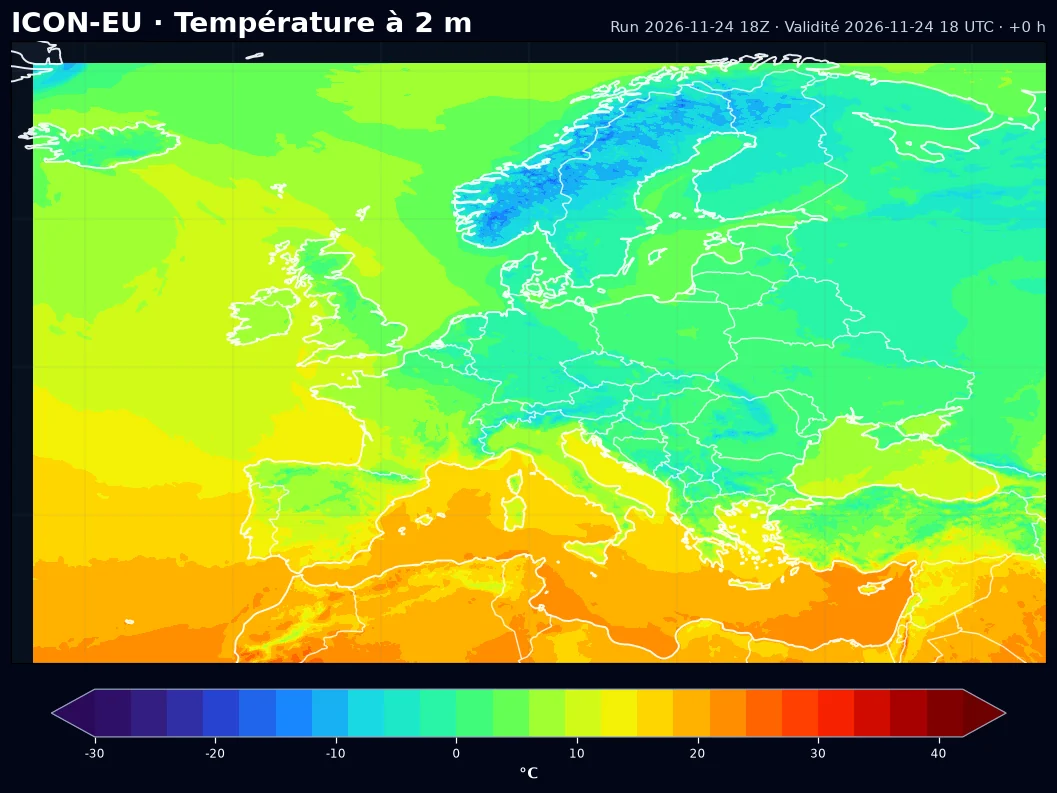 ICON-EU · Température à 2 m
Run 2026-11-24 18Z · Validité 2026-11-24 18 UTC · +0 h
-30 -20 -10 0 10 20 30 40
°C